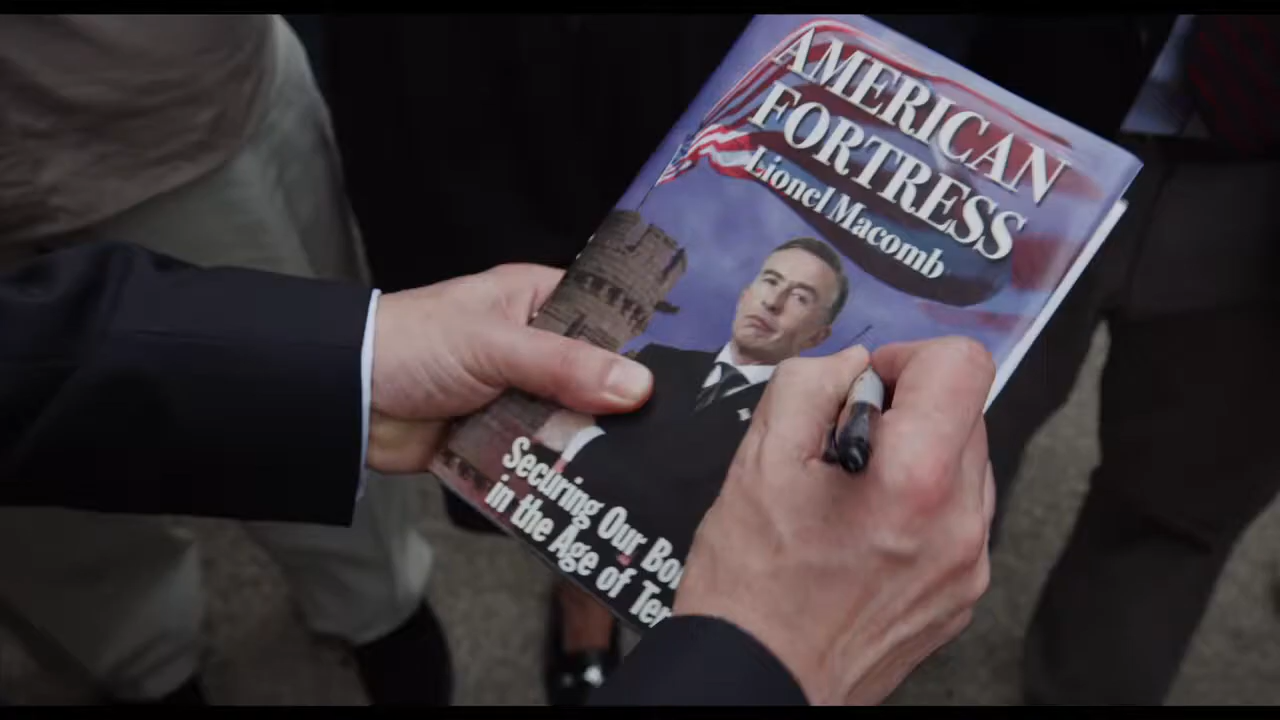 AMERICAN
FORTRESS
Lionel Macomb
Securing Our
in the Age of